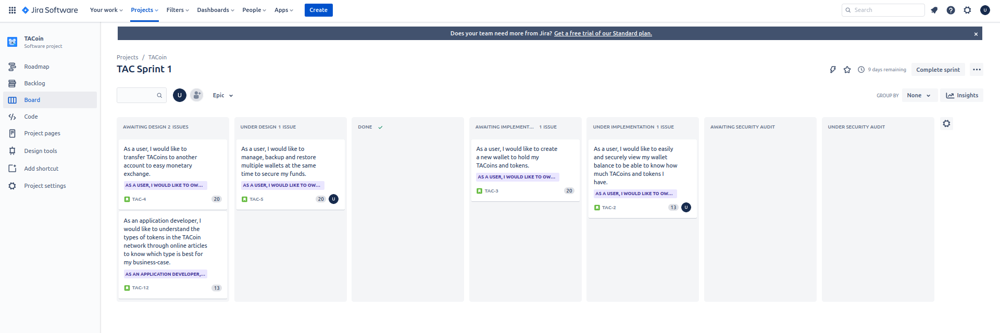 Jira Software
Your work
Projects
Filters
Dashboards
People
Apps
Create
Search
U
TACoin
Software project
Roadmap
Backlog
Board
Code
Project pages
Design tools
Add shortcut
Project settings
Does your team need more from Jira? Get a free trial of our Standard plan.
Projects / TACoin
TAC Sprint 1
9 days remaining
Complete sprint
U
Epic
GROUP BY
None
Insights
AWAITING DESIGN 2 ISSUES
As a user, I would like to
transfer TACoins to another
account to easy monetary
exchange.
AS A USER, I WOULD LIKE TO OW...
TAC-4
20
As an application developer, I
would like to understand the
types of tokens in the TACoin
network through online articles
to know which type is best for
my business-case.
AS AN APPLICATION DEVELOPER,...
TAC-12
13
UNDER DESIGN 1 ISSUE
As a user, I would like to
manage, backup and restore
multiple wallets at the same
time to secure my funds.
AS A USER, I WOULD LIKE TO OW...
TAC-5
20
U
DONE
AWAITING IMPLEMENT... 1 ISSUE
As a user, I would like to create
a new wallet to hold my
TACoins and tokens.
AS A USER, I WOULD LIKE TO OW...
TAC-3
20
UNDER IMPLEMENTATION 1 ISSUE
As a user, I would like to easily
and securely view my wallet
balance to be able to know how
much TACoins and tokens I
have.
AS A USER, I WOULD LIKE TO OW...
TAC-2
13
U
AWAITING SECURITY AUDIT
UNDER SECURITY AUDIT